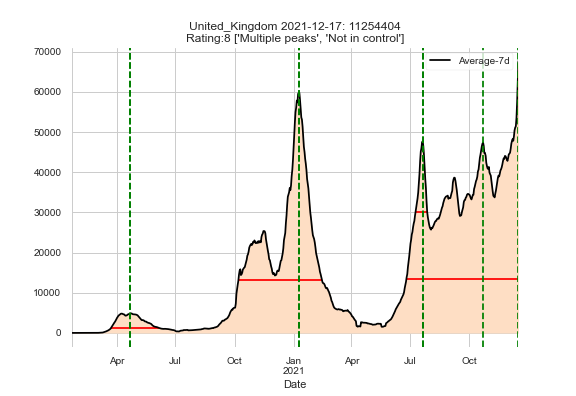 United_Kingdom 2021-12-17: 11254404
Rating:8 ['Multiple peaks', 'Not in control']
70000
Average-7d
60000
50000
40000
30000
20000
10000
0
Apr
Jul
Oct
Jan
2021
Apr
Jul
Oct
Date